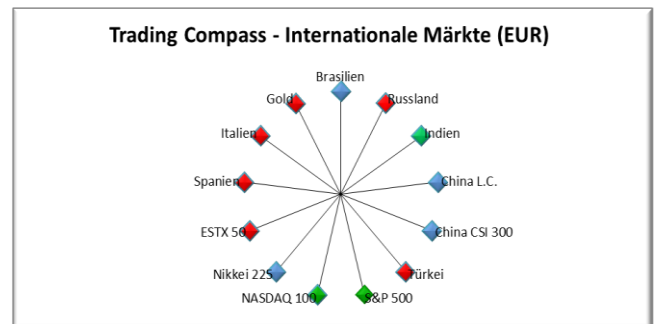 Trading Compass - Internationale Märkte (EUR)
Brasilien
Gold
Russland
Italien
Indien
Spanien
China L.C.
ESTX 50
China CSI 300
Nikkei 225
Türkei
NASDAQ 100
S&P 500